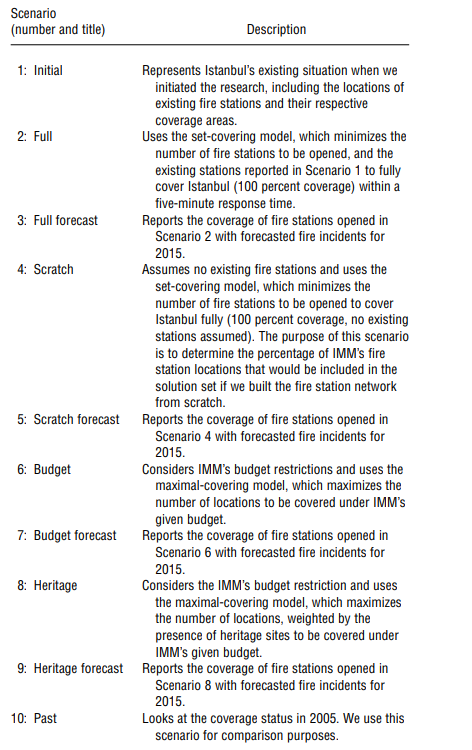 Scenario
(number and title) Description
1: Initial Represents Istanbul's existing situation when we
initiated the research, including the locations of
existing fire stations and their respective
coverage areas.
2: Full Uses the set-covering model, which minimizes the
number of fire stations to be opened, and the
existing stations reported in Scenario 1 to fully
cover Istanbul (100 percent coverage) within a
five-minute response time.
3: Full forecast Reports the coverage of fire stations opened in
Scenario 2 with forecasted fire incidents for
2015.
4: Scratch Assumes no existing fire stations and uses the
set-covering model, which minimizes the
number of fire stations to be opened to cover
Istanbul fully (100 percent coverage, no existing
stations assumed). The purpose of this scenario
is to determine the percentage of IMM's fire
station locations that would be included in the
solution set if we built the fire station network
from scratch.
5: Scratch forecast Reports the coverage of fire stations opened in
Scenario 4 with forecasted fire incidents for
2015.
6: Budget Considers IMM's budget restrictions and uses the
maximal-covering model, which maximizes the
number of locations to be covered under IMM's
given budget.
7: Budget forecast Reports the coverage of fire stations opened in
Scenario 6 with forecasted fire incidents for
2015.
8: Heritage Considers the IMM's budget restriction and uses
the maximal-covering model, which maximizes
the number of locations, weighted by the
presence of heritage sites to be covered under
IMM's given budget.
9: Heritage forecast Reports the coverage of fire stations opened in
Scenario 8 with forecasted fire incidents for
2015.
10: Past Looks at the coverage status in 2005. We use this
scenario for comparison purposes.